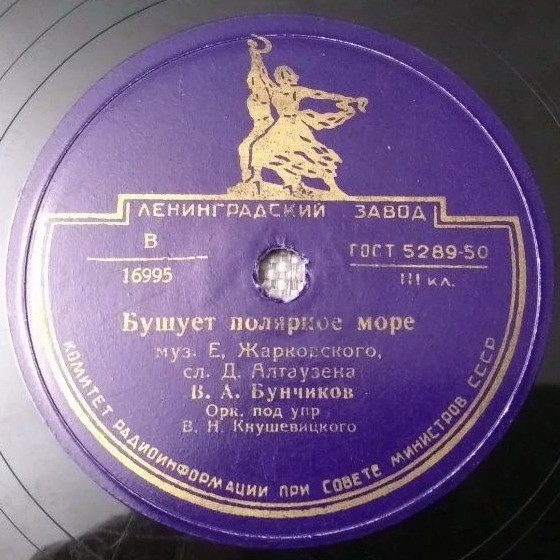 ЛЕНИНГРАДСКИЙ ЗАВОД
В
16995
ГОСТ 5289-50
III КЛ.
Бушует полярное море
муз. Е, Жарковского,
сл. Д. Алтаузена
В. А. Бунчиков
Орк. под упр
В. Н. Кнушевицкого
КОМИТЕТ РАДИОИНФОРМАЦИИ ПРИ СОВЕТЕ МИНИСТРОВ СССР